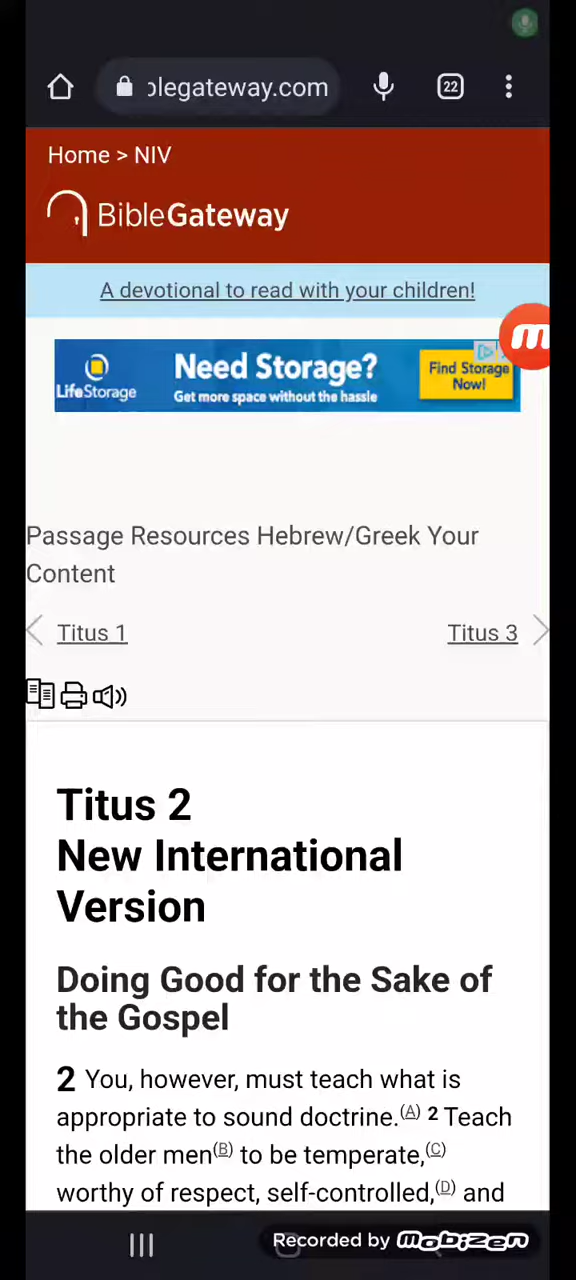 blegateway.com 22
Home > NIV
BibleGateway
A devotional to read with your children!
Need Storage?
LifeStorage
Get more space without the hassle
Find Storage
Now!
Passage Resources Hebrew/Greek Your
Content
Titus 1 Titus 3
Titus 2
New International
Version
Doing Good for the Sake of
the Gospel
2 You, however, must teach what is
appropriate to sound doctrine.(A) 2 Teach
the older men(B) to be temperate,(C)
worthy of respect, self-controlled,(D) and
Recorded by mobizen